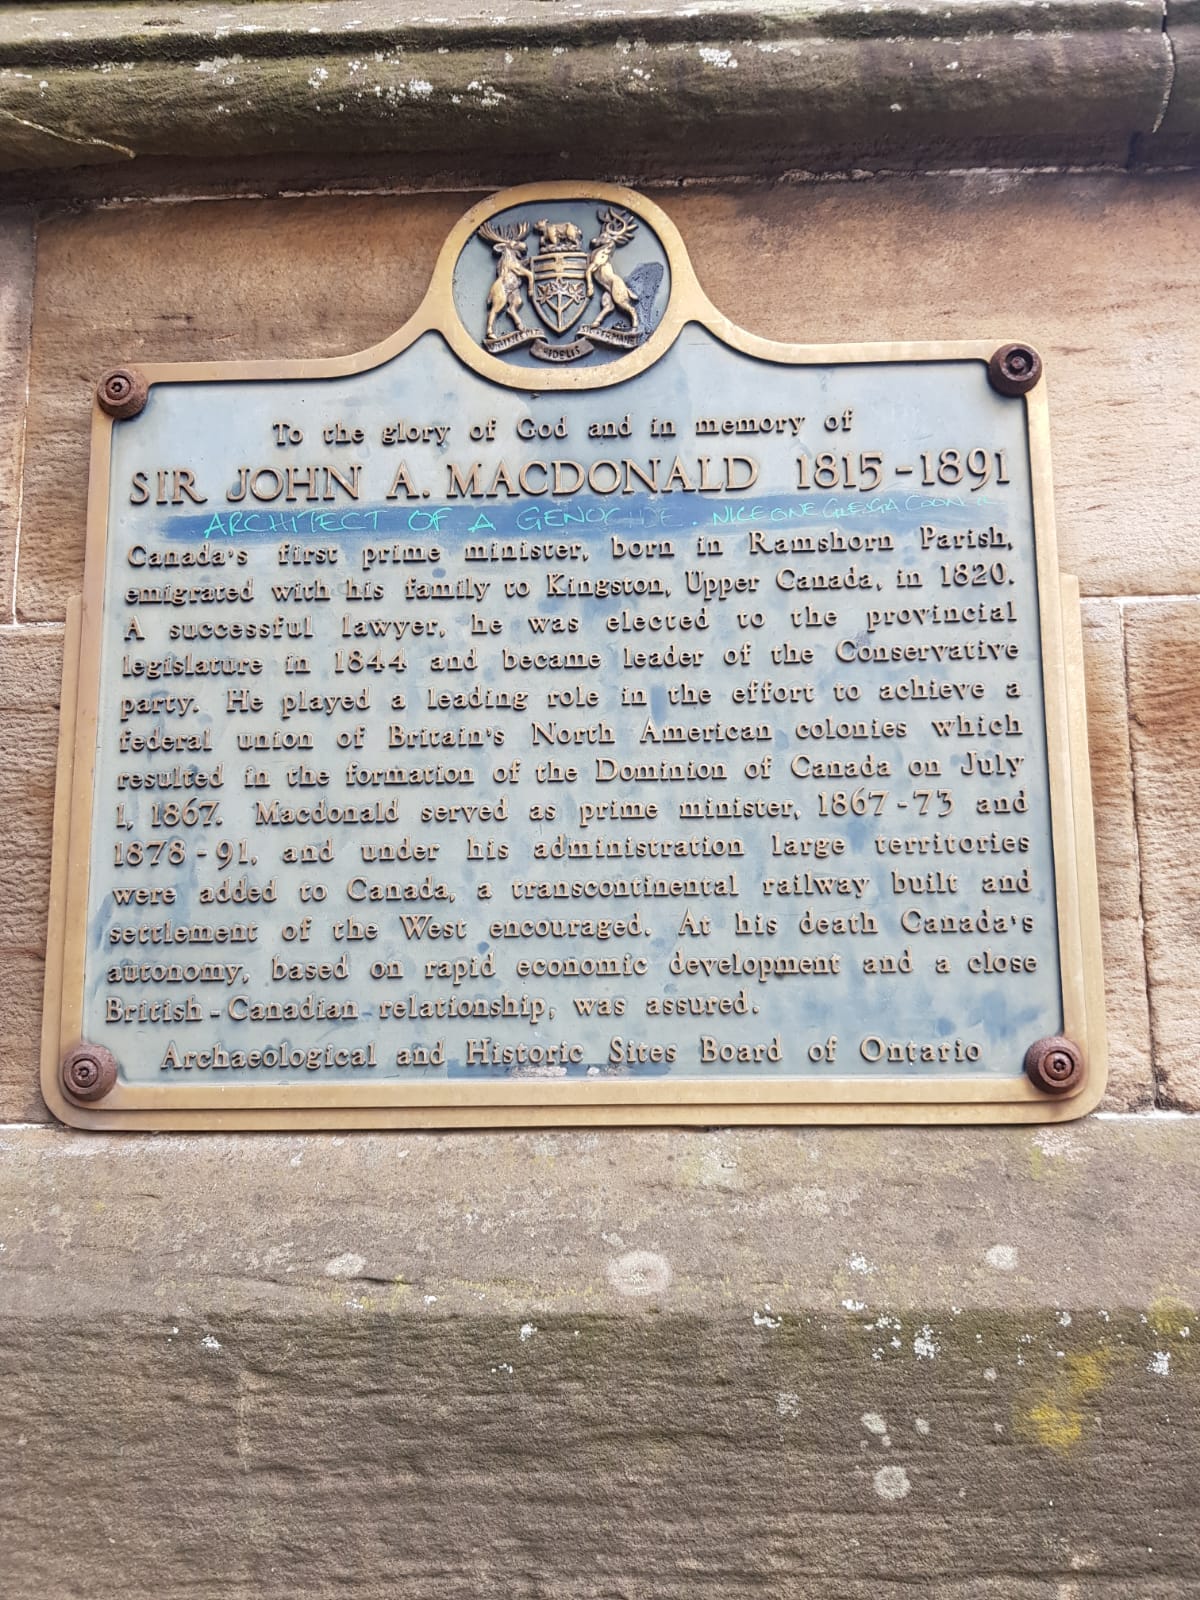 To the glory of God and in memory of
SIR JOHN A. MACDONALD 1815-1891
ARCHITECT OF A GENOCIDE. NICE ONE
Canada's first prime minister, born in Ramshorn Parish,
emigrated with his family to Kingston, Upper Canada, in 1820.
A successful lawyer, he was elected to the provincial
legislature in 1844 and became leader of the Conservative
party. He played a leading role in the effort to achieve a
federal union of Britain's North American colonies which
resulted in the formation of the Dominion of Canada on July
1, 1867. Macdonald served as prime minister, 1867-73 and
1878-91, and under his administration large territories
were added to Canada, a transcontinental railway built and
settlement of the West encouraged. At his death Canada's
autonomy, based on rapid economic development and a close
British-Canadian relationship, was assured.
Archaeological and Historic Sites Board of Ontario